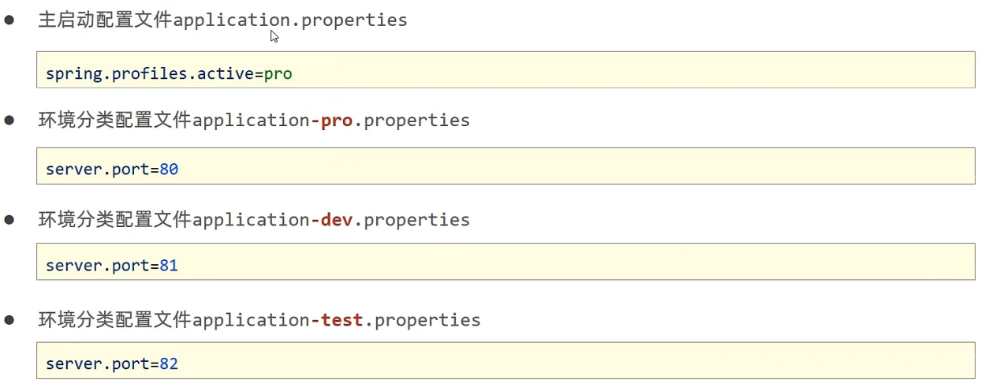 主启动配置文件application.properties
spring.profiles.active=pro
环境分类配置文件application-pro.properties
server.port=80
环境分类配置文件application-dev.properties
server.port=81
环境分类配置文件application-test.properties
server.port=82